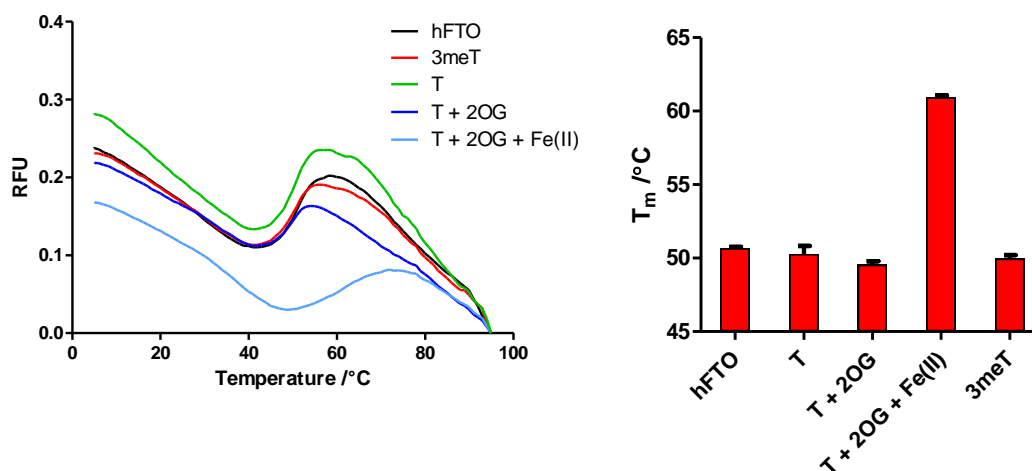 0.4
0.3
0.2
0.1
0.0
RFU
0
20
40
60
80
100
Temperature /°C
hFTO
3meT
T
T + 2OG
T + 2OG + Fe(II)
65
60
55
50
45
Tm /°C
hFTO
T
T + 2OG
T + 2OG + Fe(II)
3meT